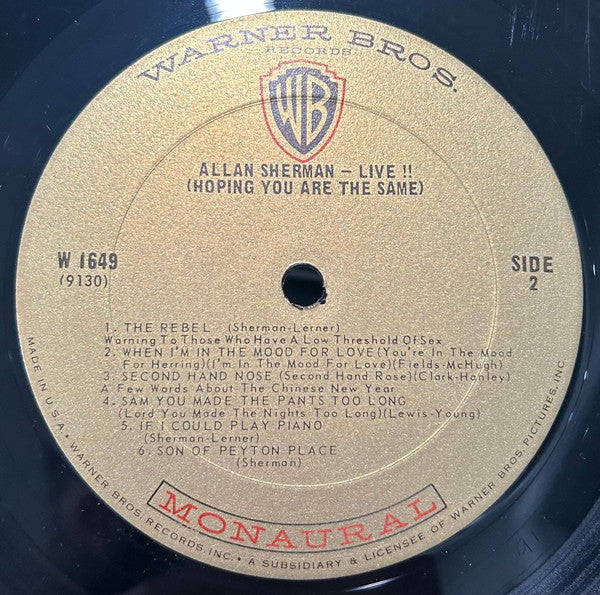 WARNER BROS.
RECORDS
WB
ALLAN SHERMAN – LIVE !!
(HOPING YOU ARE THE SAME)
W 1649
(9130)
SIDE
2
1. THE REBEL (Sherman-Lerner)
Warning To Those Who Have A Low Threshold Of Sex
2. WHEN I'M IN THE MOOD FOR LOVE (You're In The Mood
For Herring)(I'm In The Mood For Love)(Fields-McHugh)
3. SECOND HAND NOSE (Second Hand Rose)(Clark-Hanley)
A Few Words About The Chinese New Year
4. SAM YOU MADE THE PANTS TOO LONG
(Lord You Made The Nights Too Long)(Lewis-Young)
5. IF I COULD PLAY PIANO
(Sherman-Lerner)
6. SON OF PEYTON PLACE
(Sherman)
MONAURAL
MADE IN U.S.A. • WARNER BROS. RECORDS, INC. • A SUBSIDIARY & LICENSEE OF WARNER BROS. PICTURES, INC.